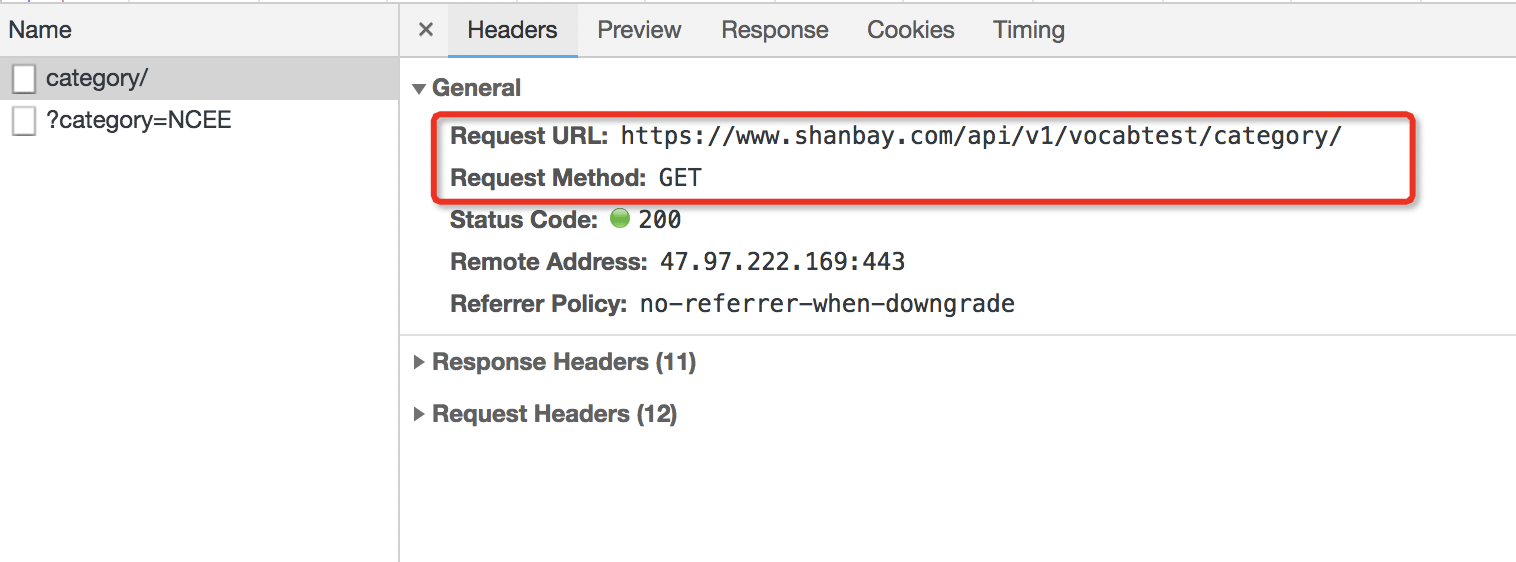 Name
× Headers Preview Response Cookies Timing
category/
?category=NCEE
▼ General
Request URL: https://www.shanbay.com/api/v1/vocabtest/category/
Request Method: GET
Status Code: 200
Remote Address: 47.97.222.169:443
Referrer Policy: no-referrer-when-downgrade
▶ Response Headers (11)
▶ Request Headers (12)